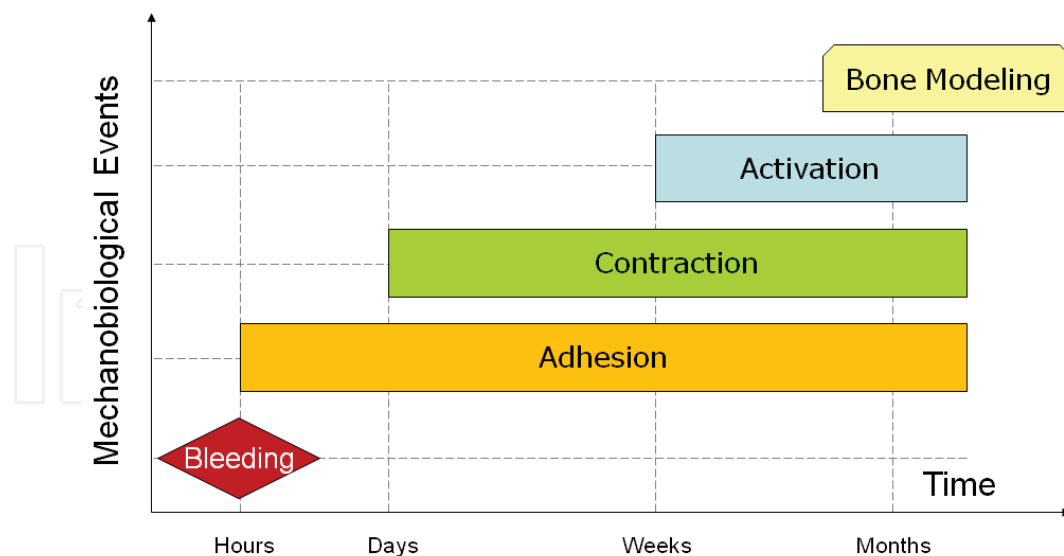 Mechanobiological Events
Bone Modeling
Activation
Contraction
Adhesion
Bleeding
Time
Hours Days Weeks Months